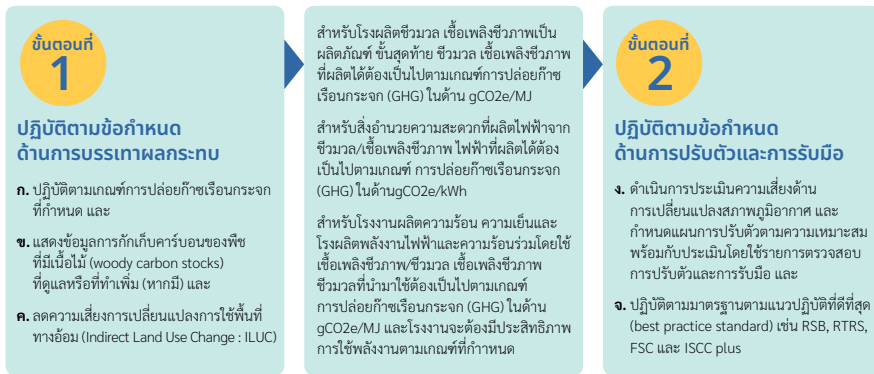 ขั้นตอนที่
1
ปฏิบัติตามข้อกำหนด
ด้านการบรรเทาผลกระทบ
ก. ปฏิบัติตามเกณฑ์การปล่อยก๊าซเรือนกระจก
ที่กำหนด และ
ข. แสดงข้อมูลการกักเก็บคาร์บอนของพืช
ที่มีเนื้อไม้ (woody carbon stocks)
ที่ดูแลหรือที่ทำเพิ่ม (หากมี) และ
ค. ลดความเสี่ยงการเปลี่ยนแปลงการใช้พื้นที่
ทางอ้อม (Indirect Land Use Change : ILUC)
สำหรับโรงผลิตชีวมวล เชื้อเพลิงชีวภาพเป็น
ผลิตภัณฑ์ ขั้นสุดท้าย ชีวมวล เชื้อเพลิงชีวภาพ
ที่ผลิตได้ต้องเป็นไปตามเกณฑ์การปล่อยก๊าซ
เรือนกระจก (GHG) ในด้าน gCO2e/MJ
สำหรับสิ่งอำนวยความสะดวกที่ผลิตไฟฟ้าจาก
ชีวมวล/เชื้อเพลิงชีวภาพ ไฟฟ้าที่ผลิตได้ต้อง
เป็นไปตามเกณฑ์ การปล่อยก๊าซเรือนกระจก
(GHG) ในด้านgCO2e/kWh
สำหรับโรงงานผลิตความร้อน ความเย็นและ
โรงผลิตพลังงานไฟฟ้าและความร้อนร่วมโดยใช้
เชื้อเพลิงชีวภาพ/ชีวมวล เชื้อเพลิงชีวภาพ
ชีวมวลที่นำมาใช้ต้องเป็นไปตามเกณฑ์
การปล่อยก๊าซเรือนกระจก (GHG) ในด้าน
gCO2e/MJ และโรงงานจะต้องมีประสิทธิภาพ
การใช้พลังงานตามเกณฑ์ที่กำาหนด
ขั้นตอนที่
2
ปฏิบัติตามข้อกำหนด
ด้านการปรับตัวและการรับมือ
ง. ดำเนินการประเมินความเสี่ยงด้าน
การเปลี่ยนแปลงสภาพภูมิอากาศ และ
กำหนดแผนการปรับตัวตามความเหมาะสม
พร้อมกับประเมินโดยใช้รายการตรวจสอบ
การปรับตัวและการรับมือ และ
จ. ปฏิบัติตามมาตรฐานตามแนวปฏิบัติที่ดีที่สุด
(best practice standard) เช่น RSB, RTRS,
FSC และ ISCC plus